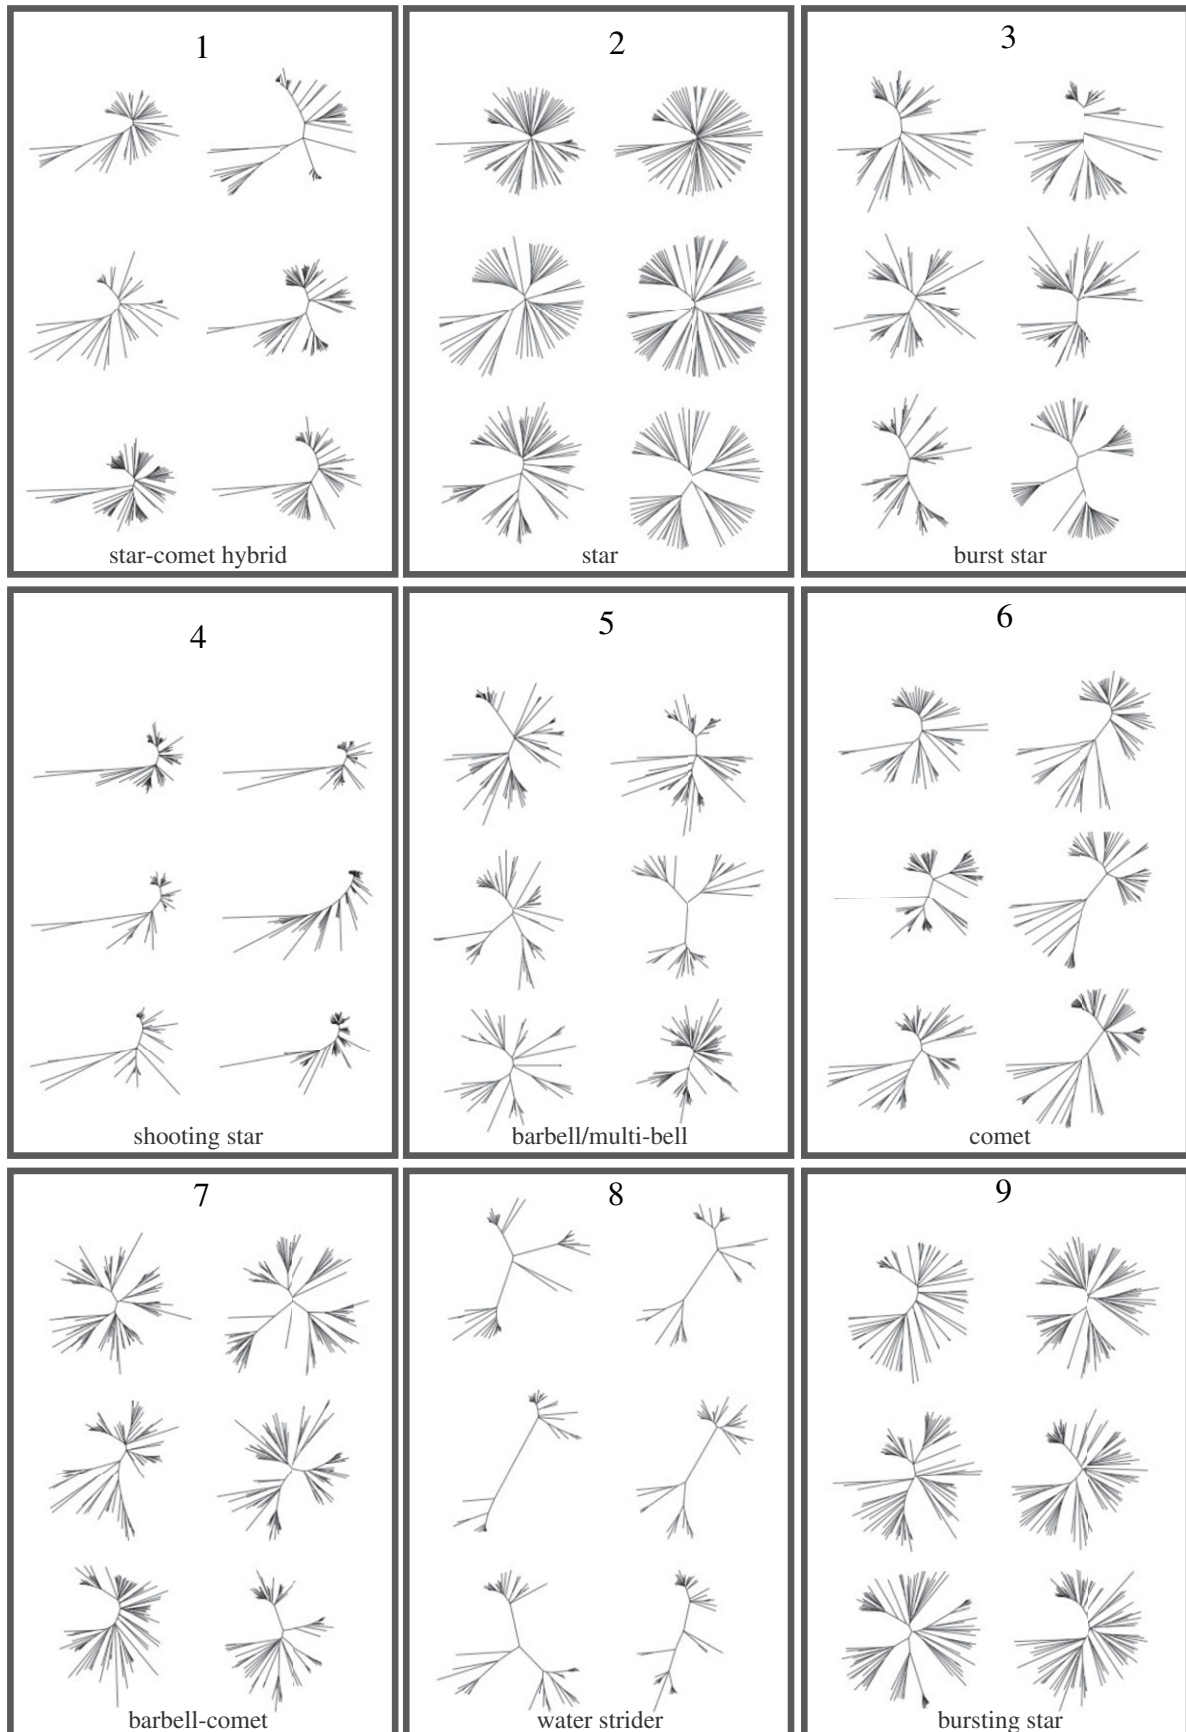 1
2
3
star-comet hybrid
star
burst star
4
5
6
shooting star
barbell/multi-bell
comet
7
8
9
barbell-comet
water strider
bursting star